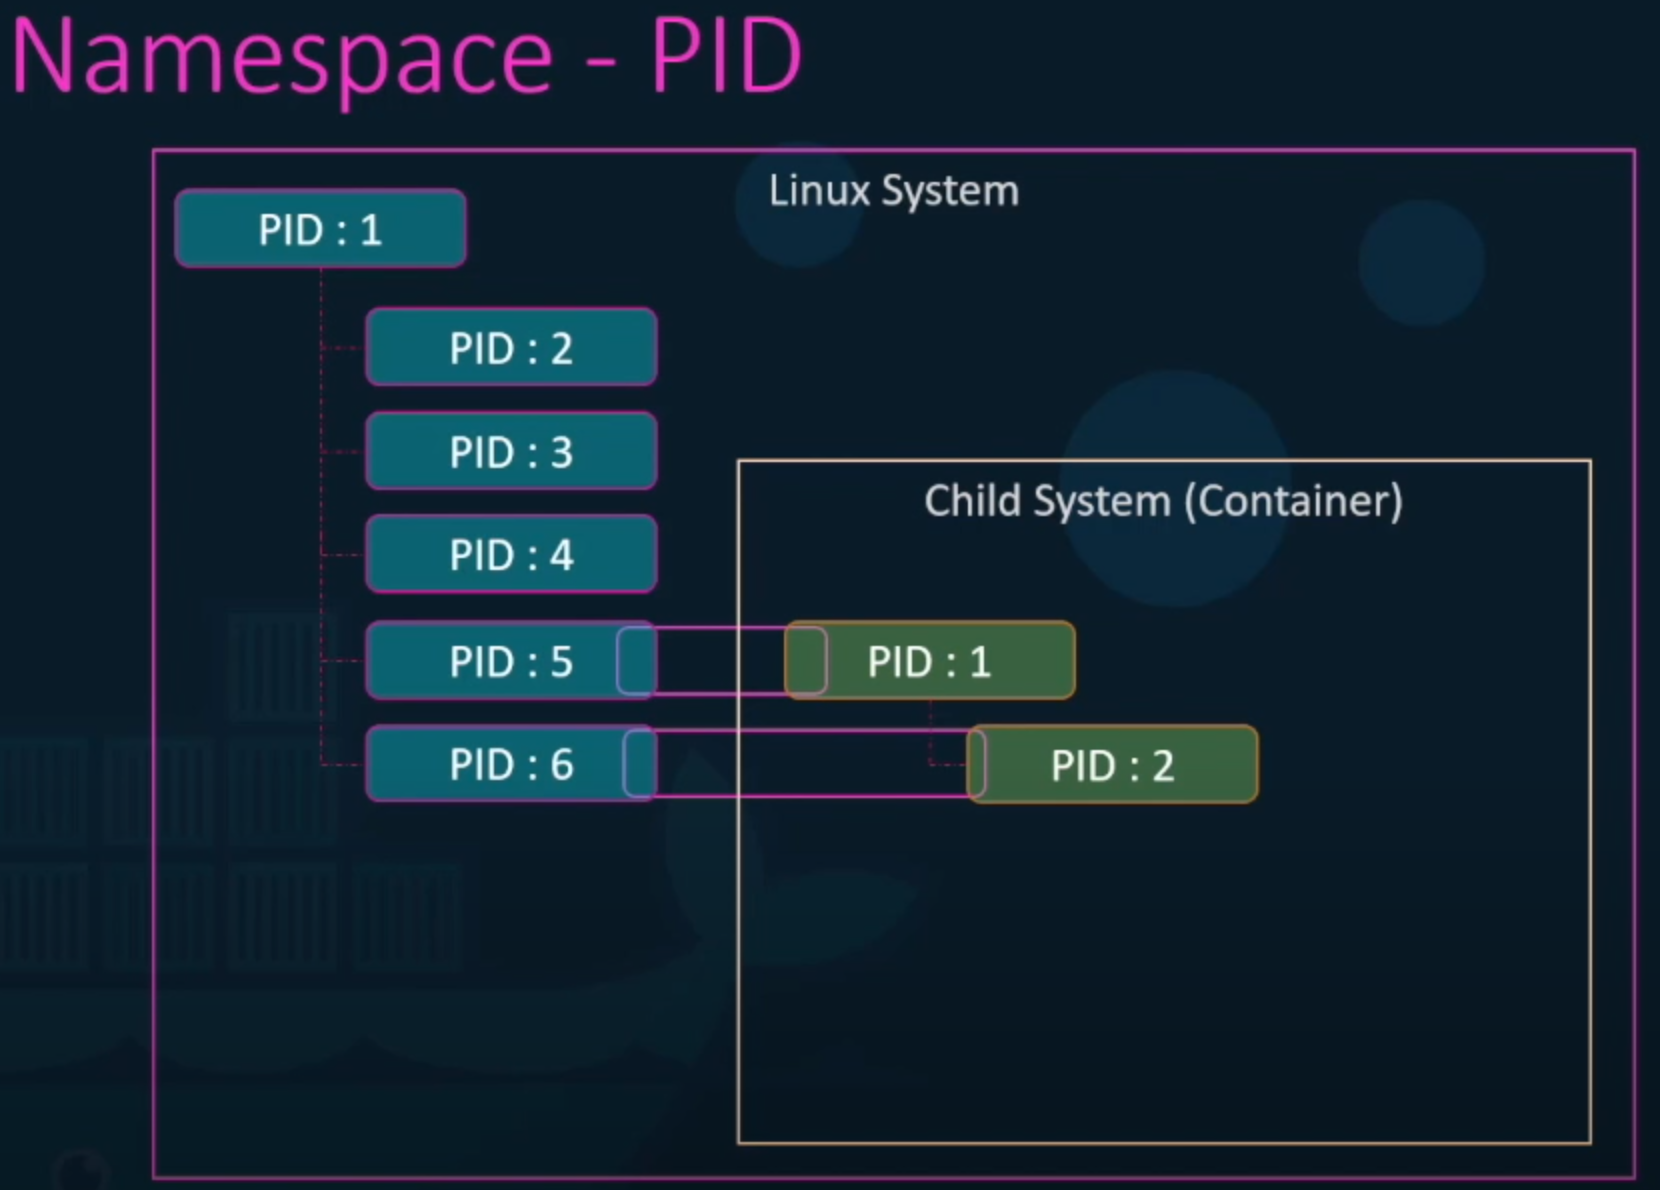 Namespace - PID
Linux System
PID : 1
PID : 2
PID : 3
PID : 4
Child System (Container)
PID : 5
PID : 1
PID : 6
PID : 2